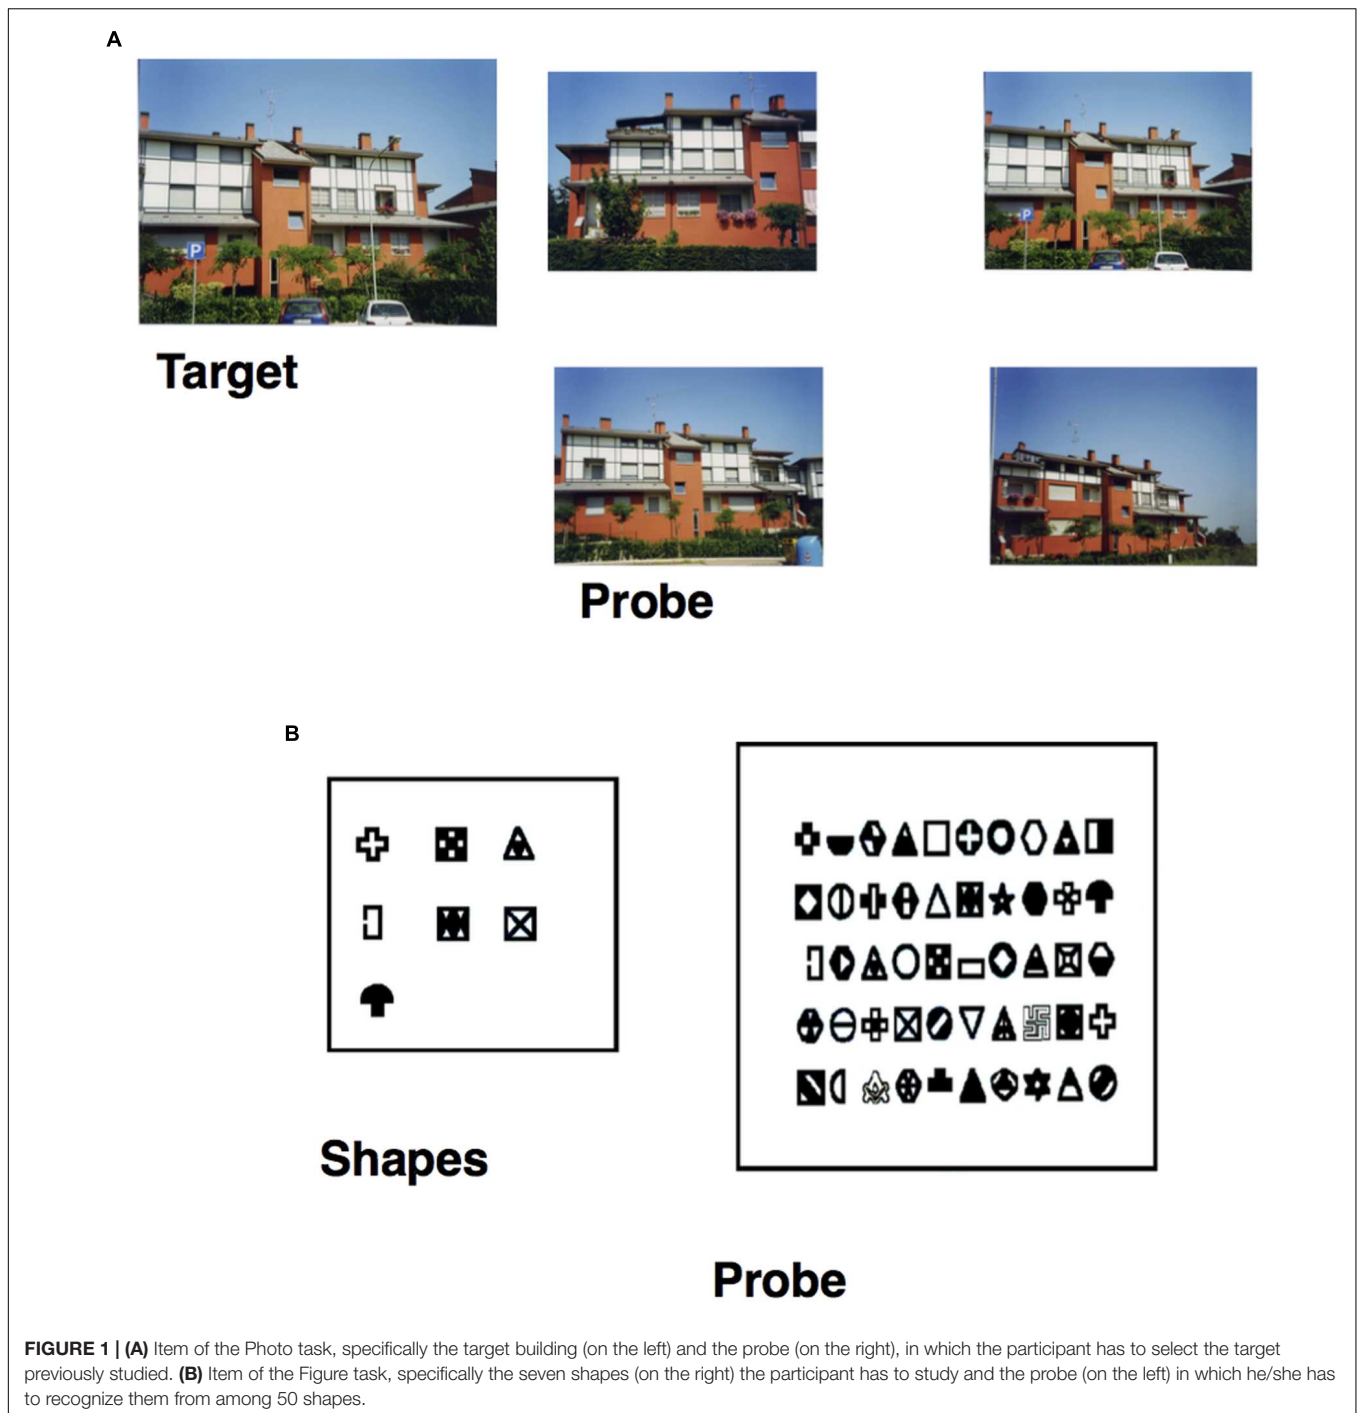 A
P
P
Target
Probe
B
Shapes
Probe
FIGURE 1 | (A) Item of the Photo task, specifically the target building (on the left) and the probe (on the right), in which the participant has to select the target
previously studied. (B) Item of the Figure task, specifically the seven shapes (on the right) the participant has to study and the probe (on the left) in which he/she has
to recognize them from among 50 shapes.